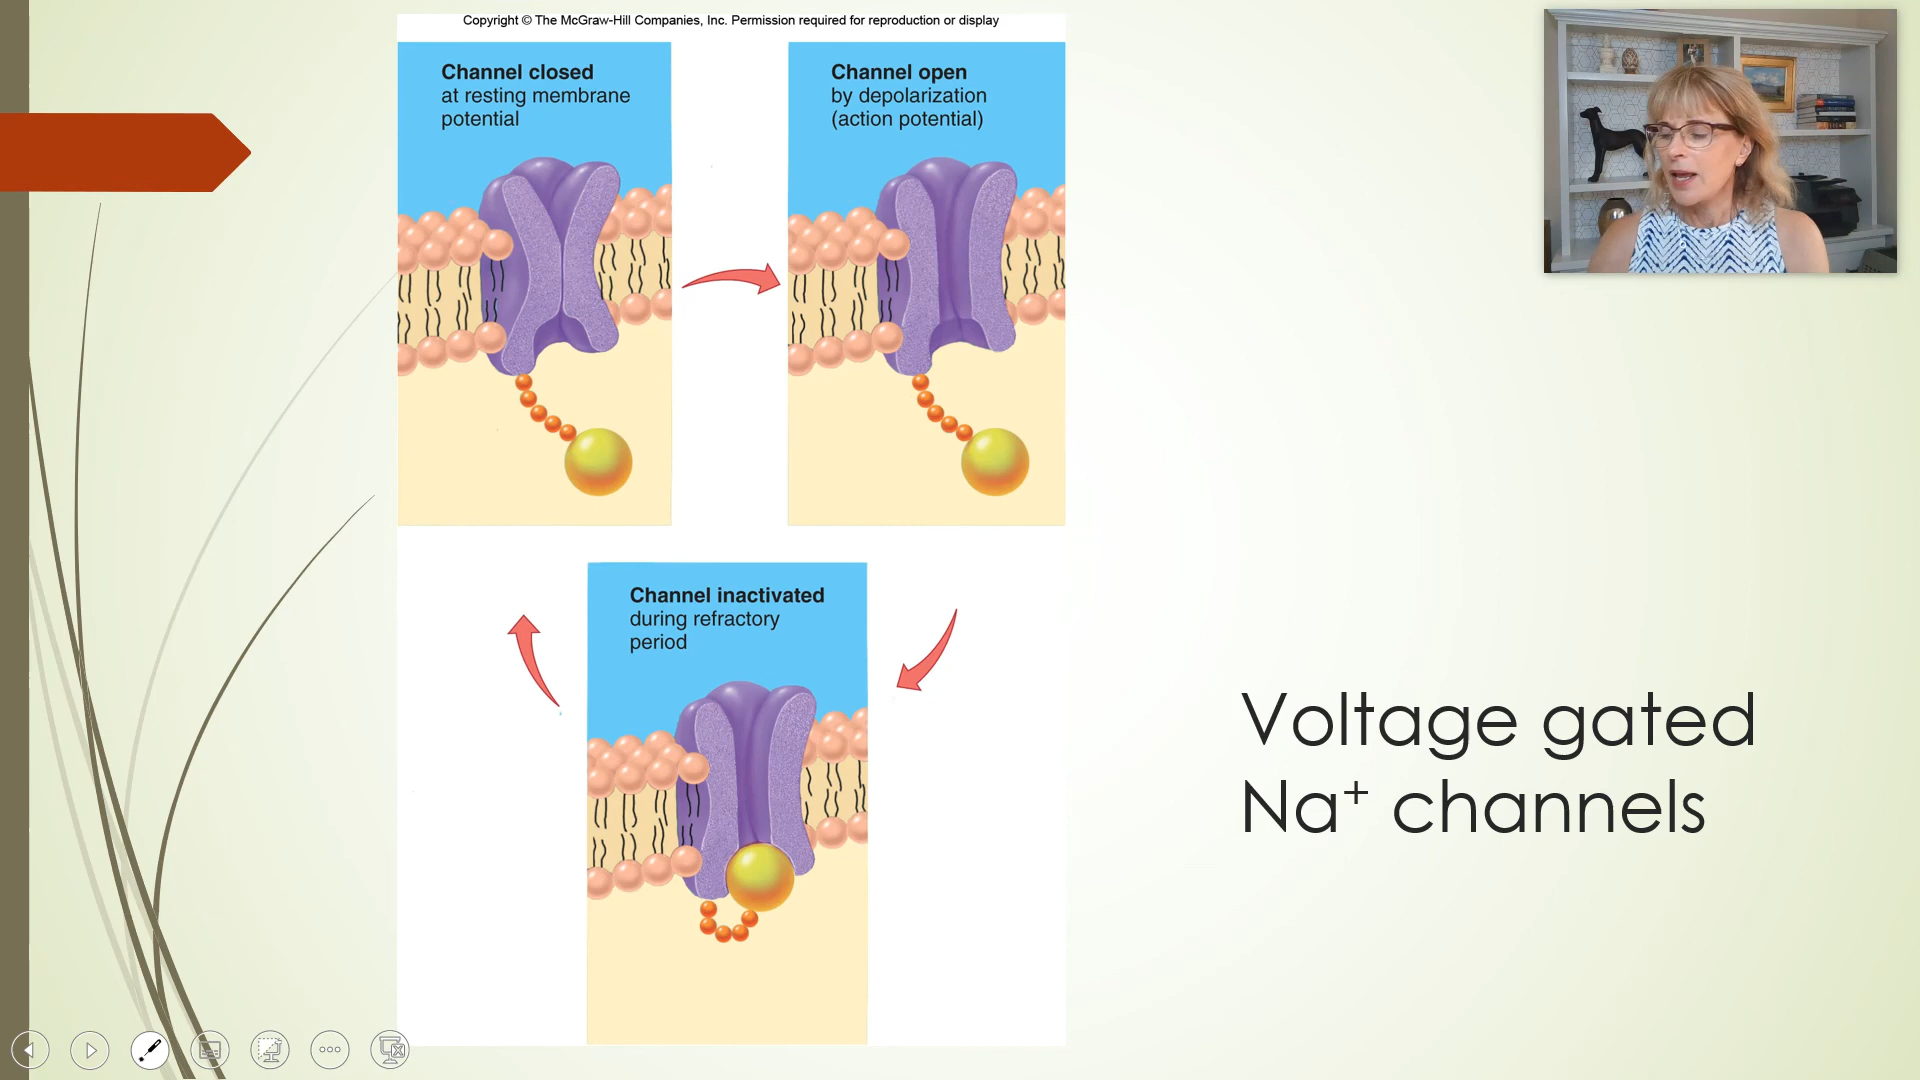 Copyright © The McGraw-Hill Companies, Inc. Permission required for reproduction or display
Channel closed
at resting membrane
potential
Channel open
by depolarization
(action potential)
Channel inactivated
during refractory
period
Voltage gated
Na⁺ channels